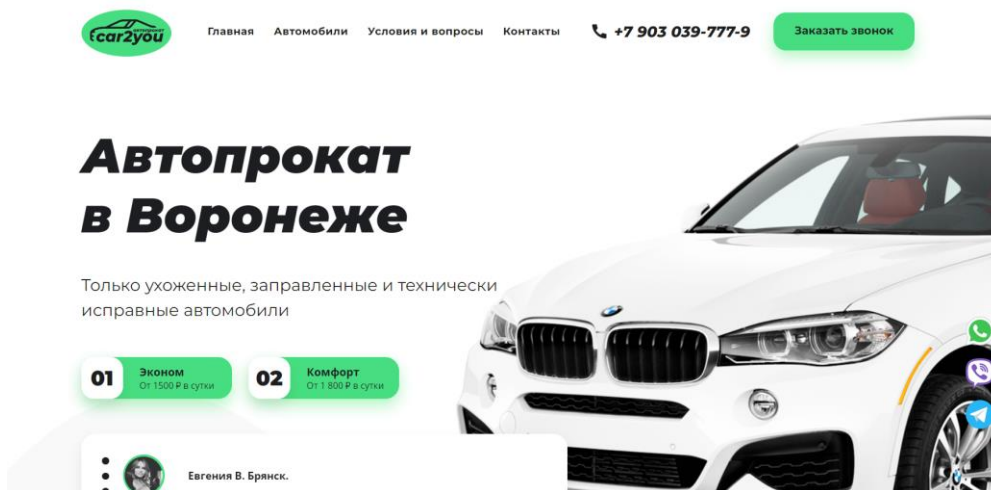 автопрокат
car2you
Главная Автомобили Условия и вопросы Контакты +7 903 039-777-9 Заказать звонок
Автопрокат
в Воронеже
Только ухоженные, заправленные и технически
исправные автомобили
01 Эконом
От 1500 ₽ в сутки
02 Комфорт
От 1 800 ₽ в сутки
Евгения В. Брянск.